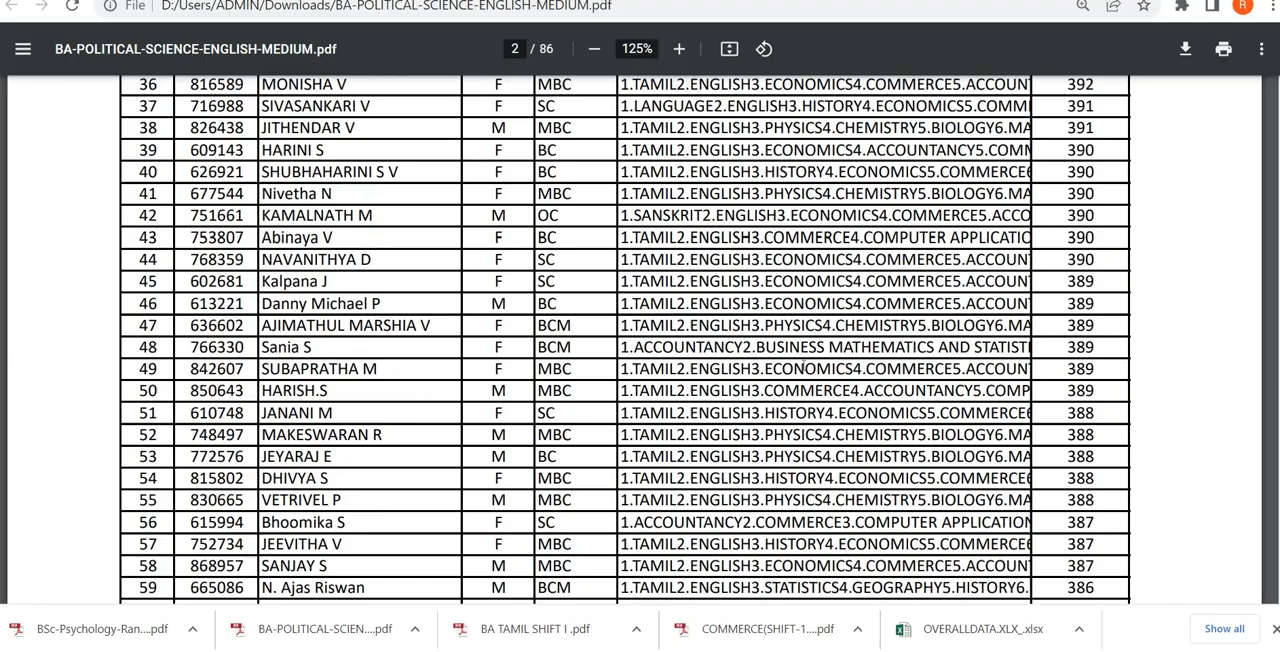 File D:/Users/ADMIN/Downloads/BA-POLITICAL-SCIENCE-ENGLISH-MEDIUM.pdf R
BA-POLITICAL-SCIENCE-ENGLISH-MEDIUM.pdf 2 / 86 125%
36 816589 MONISHA V F MBC 1.TAMIL2.ENGLISH3.ECONOMICS4.COMMERCE5.ACCOUN 392
37 716988 SIVASANKARI V F SC 1.LANGUAGE2.ENGLISH3.HISTORY4.ECONOMICS5.COMM 391
38 826438 JITHENDAR V M MBC 1.TAMIL2.ENGLISH3.PHYSICS4.CHEMISTRY5.BIOLOGY6.MA 391
39 609143 HARINI S F BC 1.TAMIL2.ENGLISH3.ECONOMICS4.ACCOUNTANCY5.COMM 390
40 626921 SHUBHAHARINI S V F BC 1.TAMIL2.ENGLISH3.HISTORY4.ECONOMICS5.COMMERCE6 390
41 677544 Nivetha N F MBC 1.TAMIL2.ENGLISH3.PHYSICS4.CHEMISTRY5.BIOLOGY6.MA 390
42 751661 KAMALNATH M M OC 1.SANSKRIT2.ENGLISH3.ECONOMICS4.COMMERCE5.ACCO 390
43 753807 Abinaya V F BC 1.TAMIL2.ENGLISH3.COMMERCE4.COMPUTER APPLICATIO 390
44 768359 NAVANITHYA D F SC 1.TAMIL2.ENGLISH3.ECONOMICS4.COMMERCE5.ACCOUN 390
45 602681 Kalpana J F SC 1.TAMIL2.ENGLISH3.ECONOMICS4.COMMERCE5.ACCOUN 389
46 613221 Danny Michael P M BC 1.TAMIL2.ENGLISH3.ECONOMICS4.COMMERCE5.ACCOUN 389
47 636602 AJIMATHUL MARSHIA V F BCM 1.TAMIL2.ENGLISH3.PHYSICS4.CHEMISTRY5.BIOLOGY6.MA 389
48 766330 Sania S F BCM 1.ACCOUNTANCY2.BUSINESS MATHEMATICS AND STATISTI 389
49 842607 SUBAPRATHA M F MBC 1.TAMIL2.ENGLISH3.ECONOMICS4.COMMERCE5.ACCOUN 389
50 850643 HARISH.S M MBC 1.TAMIL2.ENGLISH3.COMMERCE4.ACCOUNTANCY5.COMP 389
51 610748 JANANI M F SC 1.TAMIL2.ENGLISH3.HISTORY4.ECONOMICS5.COMMERCE6 388
52 748497 MAKESWARAN R M MBC 1.TAMIL2.ENGLISH3.PHYSICS4.CHEMISTRY5.BIOLOGY6.MA 388
53 772576 JEYARAJ E M BC 1.TAMIL2.ENGLISH3.PHYSICS4.CHEMISTRY5.BIOLOGY6.MA 388
54 815802 DHIVYA S F MBC 1.TAMIL2.ENGLISH3.HISTORY4.ECONOMICS5.COMMERCE6 388
55 830665 VETRIVEL P M MBC 1.TAMIL2.ENGLISH3.PHYSICS4.CHEMISTRY5.BIOLOGY6.MA 388
56 615994 Bhoomika S F SC 1.ACCOUNTANCY2.COMMERCE3.COMPUTER APPLICATION 387
57 752734 JEEVITHA V F MBC 1.TAMIL2.ENGLISH3.HISTORY4.ECONOMICS5.COMMERCE6 387
58 868957 SANJAY S M MBC 1.TAMIL2.ENGLISH3.ECONOMICS4.COMMERCE5.ACCOUN 387
59 665086 N. Ajas Riswan M BCM 1.TAMIL2.ENGLISH3.STATISTICS4.GEOGRAPHY5.HISTORY6. 386
BSc-Psychology-Ran....pdf BA-POLITICAL-SCIEN....pdf BA TAMIL SHIFT I .pdf COMMERCE(SHIFT-1....pdf OVERALLDATA.XLX_.xlsx Show all